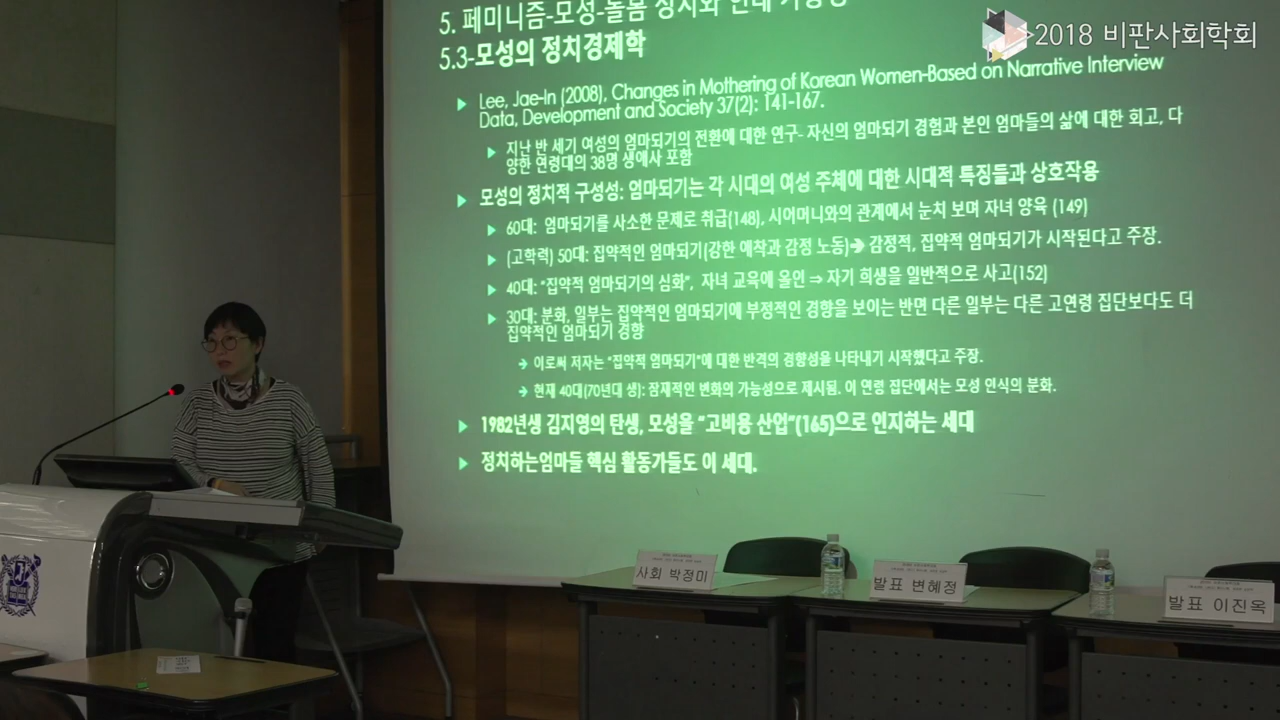 5. 페미니즘-모성-돌봄 정치와 연대 가능성
2018 비판사회학회
5.3-모성의 정치경제학
Lee, Jae-In (2008), Changes in Mothering of Korean Women-Based on Narrative Interview
Data, Development and Society 37(2): 141-167.
지난 반 세기 여성의 엄마되기의 전환에 대한 연구- 자신의 엄마되기 경험과 본인 엄마들의 삶에 대한 회고, 다
양한 연령대의 38명 생애사 포함
모성의 정치적 구성성: 엄마되기는 각 시대의 여성 주체에 대한 시대적 특징들과 상호작용
60대: 엄마되기를 사소한 문제로 취급(148), 시어머니와의 관계에서 눈치 보며 자녀 양육 (149)
(고학력) 50대: 집약적인 엄마되기(강한 애착과 감정 노동)➔ 감정적, 집약적 엄마되기가 시작된다고 주장.
40대: "집약적 엄마되기의 심화", 자녀 교육에 올인 ⇒ 자기 희생을 일반적으로 사고(152)
30대: 분화, 일부는 집약적인 엄마되기에 부정적인 경향을 보이는 반면 다른 일부는 다른 고연령 집단보다도 더
집약적인 엄마되기 경향
이로써 저자는 "집약적 엄마되기"에 대한 반격의 경향성을 나타내기 시작했다고 주장.
현재 40대(70년대 생): 잠재적인 변화의 가능성으로 제시됨. 이 연령 집단에서는 모성 인식의 분화.
1982년생 김지영의 탄생, 모성을 "고비용 산업"(165)으로 인지하는 세대
정치하는엄마들 핵심 활동가들도 이 세대.
사회 박정미
발표 변혜정
발표 이진옥